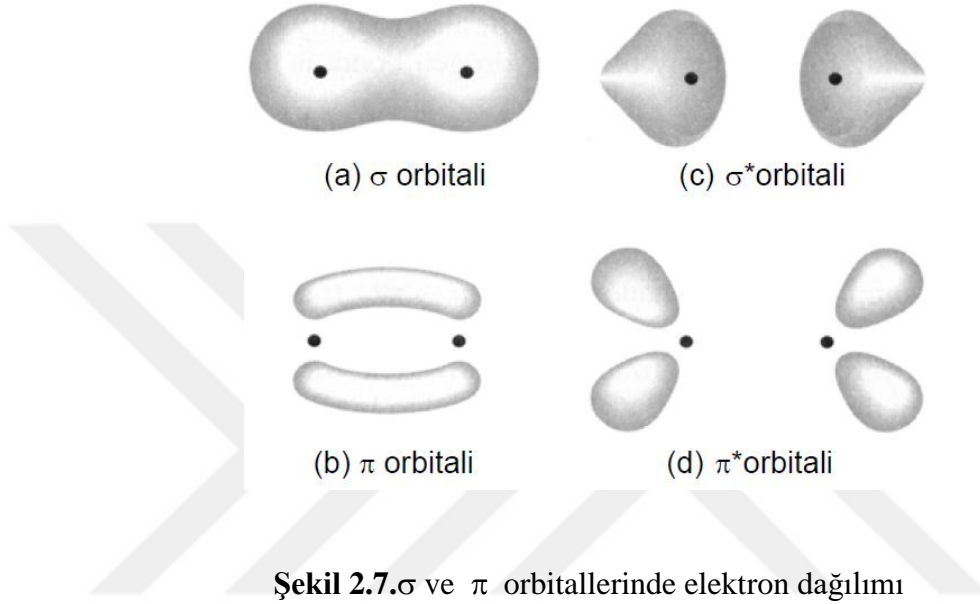 (a) σ orbitali
(c) σ*orbitali
(b) π orbitali
(d) π*orbitali
Şekil 2.7.σ ve π orbitallerinde elektron dağılımı